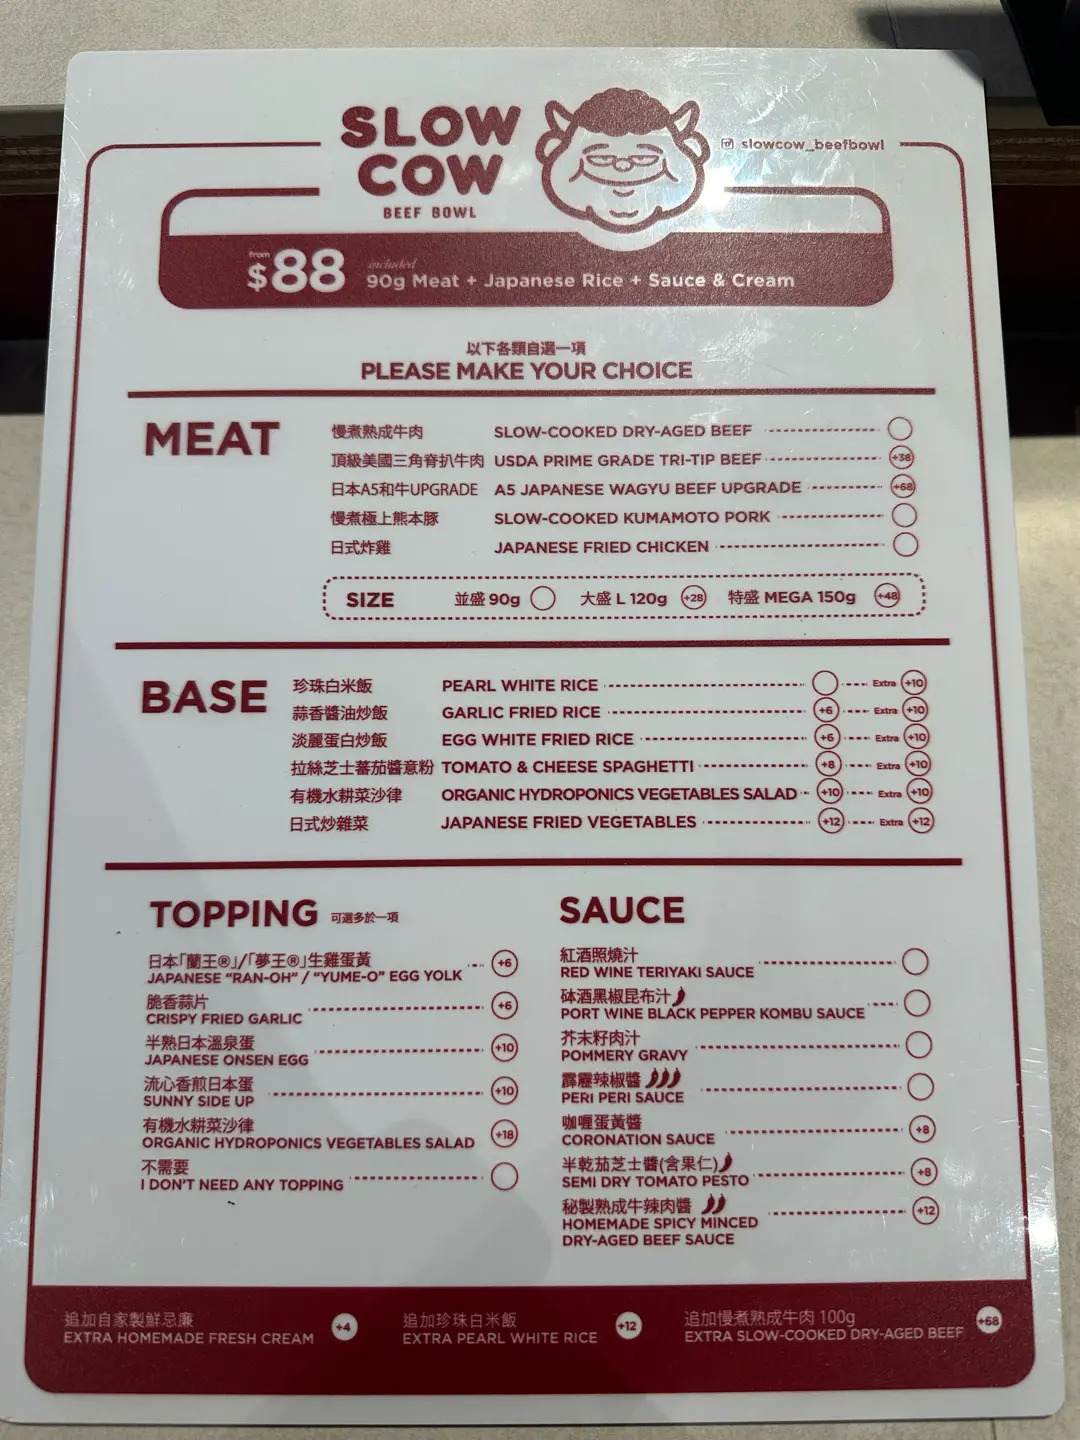 SLOW
COW
BEEF BOWL
slowcow_beefbowl
from $88 included
90g Meat + Japanese Rice + Sauce & Cream
以下各類自選一項
PLEASE MAKE YOUR CHOICE
MEAT
慢煮熟成牛肉 SLOW-COOKED DRY-AGED BEEF
頂級美國三角脊扒牛肉 USDA PRIME GRADE TRI-TIP BEEF +38
日本A5和牛UPGRADE A5 JAPANESE WAGYU BEEF UPGRADE +68
慢煮極上熊本豚 SLOW-COOKED KUMAMOTO PORK
日式炸雞 JAPANESE FRIED CHICKEN
SIZE 並盛 90g 大盛 L 120g +28 特盛 MEGA 150g +48
BASE
珍珠白米飯 PEARL WHITE RICE Extra +10
蒜香醬油炒飯 GARLIC FRIED RICE +6 Extra +10
淡麗蛋白炒飯 EGG WHITE FRIED RICE +6 Extra +10
拉絲芝士蕃茄醬意粉 TOMATO & CHEESE SPAGHETTI +8 Extra +10
有機水耕菜沙律 ORGANIC HYDROPONICS VEGETABLES SALAD +10 Extra +10
日式炒雜菜 JAPANESE FRIED VEGETABLES +12 Extra +12
TOPPING 可選多於一項
日本「蘭王®」/「夢王®」生雞蛋黃
JAPANESE “RAN-OH” / “YUME-O” EGG YOLK +6
脆香蒜片
CRISPY FRIED GARLIC +6
半熟日本溫泉蛋
JAPANESE ONSEN EGG +10
流心香煎日本蛋
SUNNY SIDE UP +10
有機水耕菜沙律
ORGANIC HYDROPONICS VEGETABLES SALAD +18
不需要
I DON'T NEED ANY TOPPING
SAUCE
紅酒照燒汁
RED WINE TERIYAKI SAUCE
砵酒黑椒昆布汁
PORT WINE BLACK PEPPER KOMBU SAUCE
芥末籽肉汁
POMMERY GRAVY
霹靂辣椒醬
PERI PERI SAUCE
咖喱蛋黃醬
CORONATION SAUCE +8
半乾茄芝士醬(含果仁)
SEMI DRY TOMATO PESTO +8
秘製熟成牛辣肉醬
HOMEMADE SPICY MINCED
DRY-AGED BEEF SAUCE +12
追加自家製鮮忌廉
EXTRA HOMEMADE FRESH CREAM +4
追加珍珠白米飯
EXTRA PEARL WHITE RICE +12
追加慢煮熟成牛肉 100g
EXTRA SLOW-COOKED DRY-AGED BEEF +68